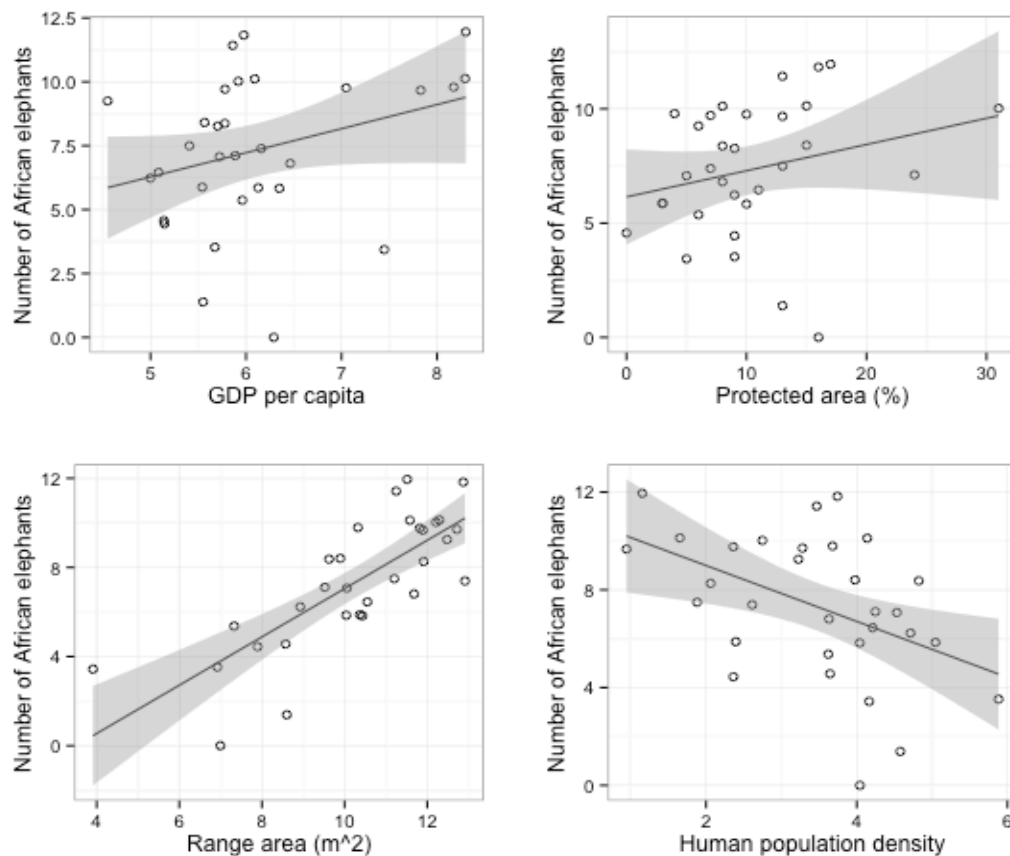 Number of African elephants
12.5
10.0
7.5
5.0
2.5
0.0
5 6 7 8
GDP per capita
Number of African elephants
10
5
0
0 10 20 30
Protected area (%)
Number of African elephants
12
8
4
0
4 6 8 10 12
Range area (m^2)
Number of African elephants
12
8
4
0
2 4 6
Human population density